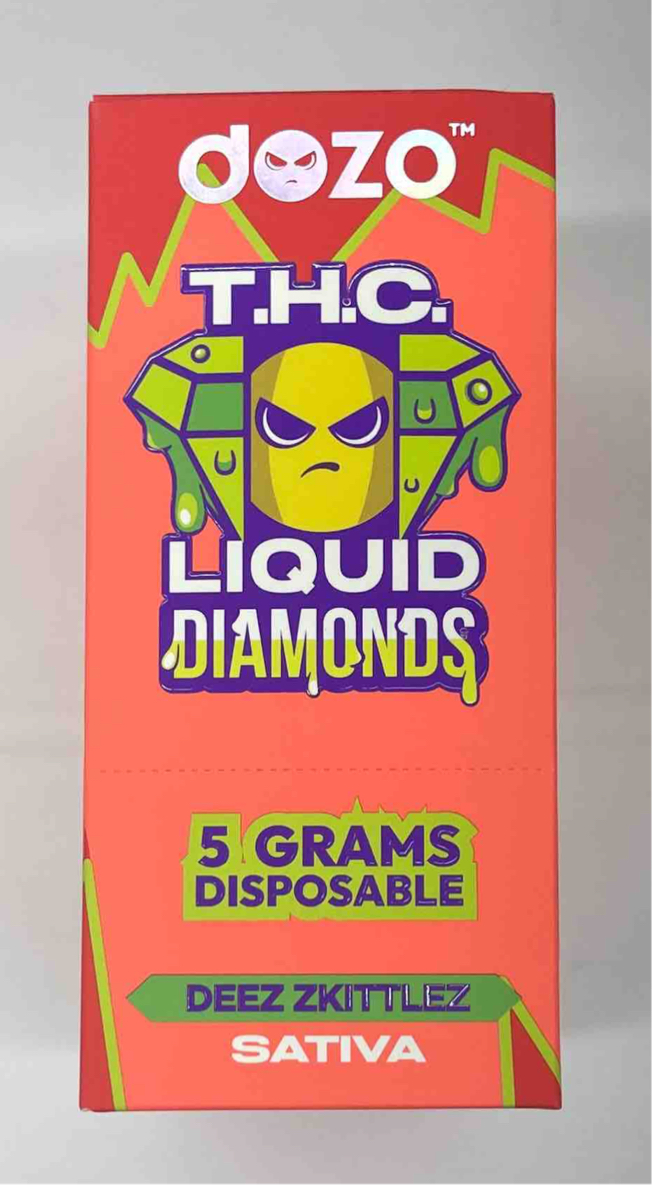 dozo™
T.H.C.
LIQUID
DIAMONDS
5 GRAMS
DISPOSABLE
DEEZ ZKITTLEZ
SATIVA